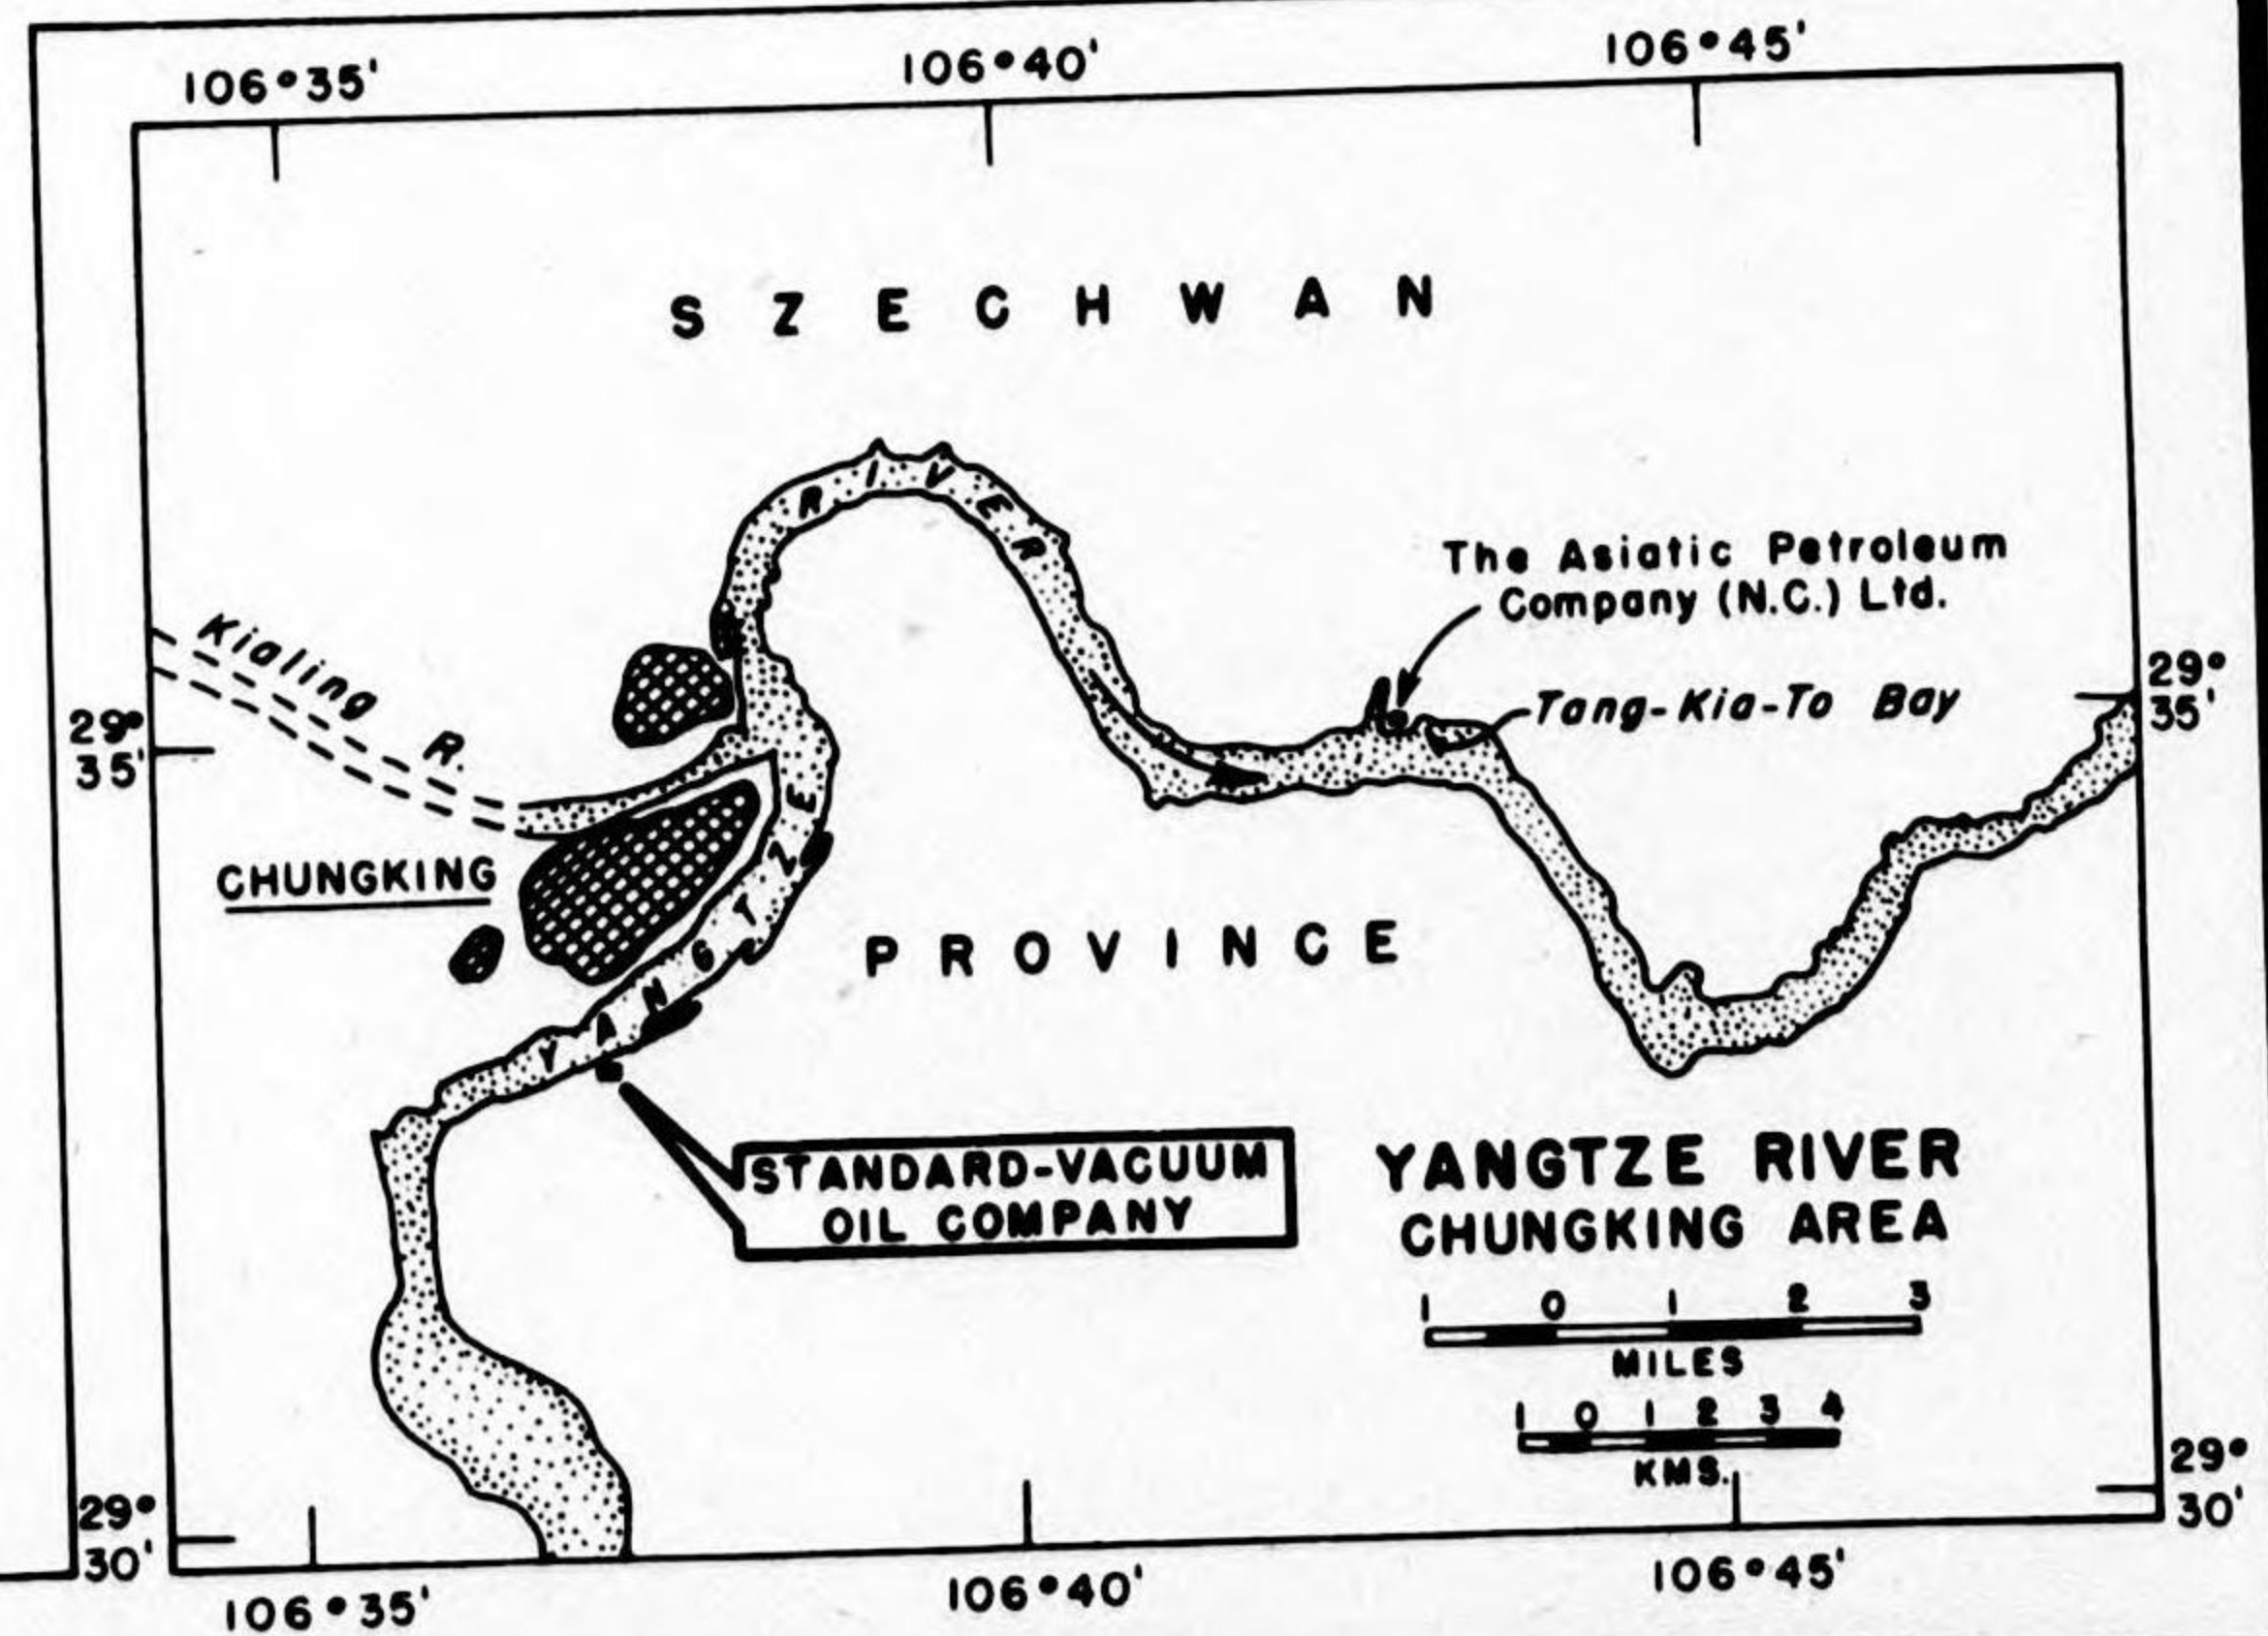 106°35'
106°40'
106°45'
SZECHWAN
RIVER
The Asiatic Petroleum
Company (N.C.) Ltd.
Kialing R.
Tang-Kia-To Bay
29°
35'
29°
35'
CHUNGKING
YANGTZE
PROVINCE
STANDARD-VACUUM
OIL COMPANY
YANGTZE RIVER
CHUNGKING AREA
1 0 1 2 3
MILES
1 0 1 2 3 4
KMS.
29°
30'
29°
30'
106°35'
106°40'
106°45'